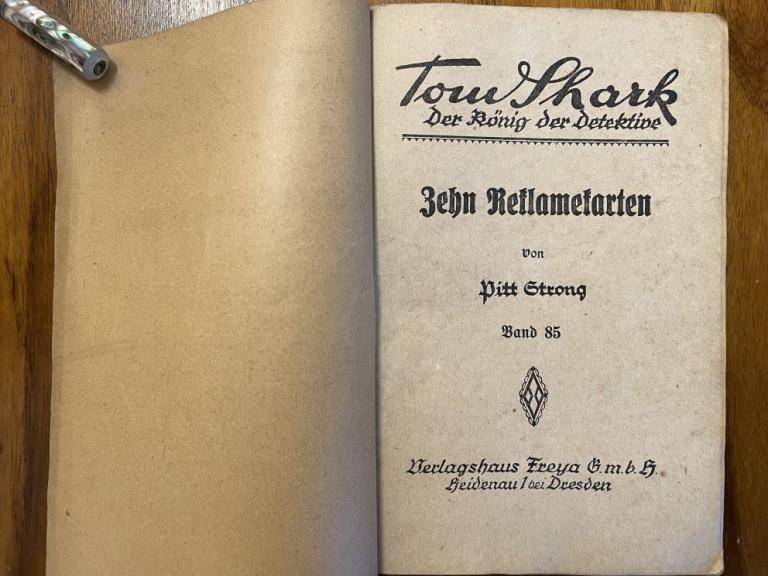 Tom Shark
Der König der Detektive
Zehn Reklamekarten
von
Pitt Strong
Band 85
Verlagshaus Freya G.m.b.H.
Heidenau 1 bei Dresden